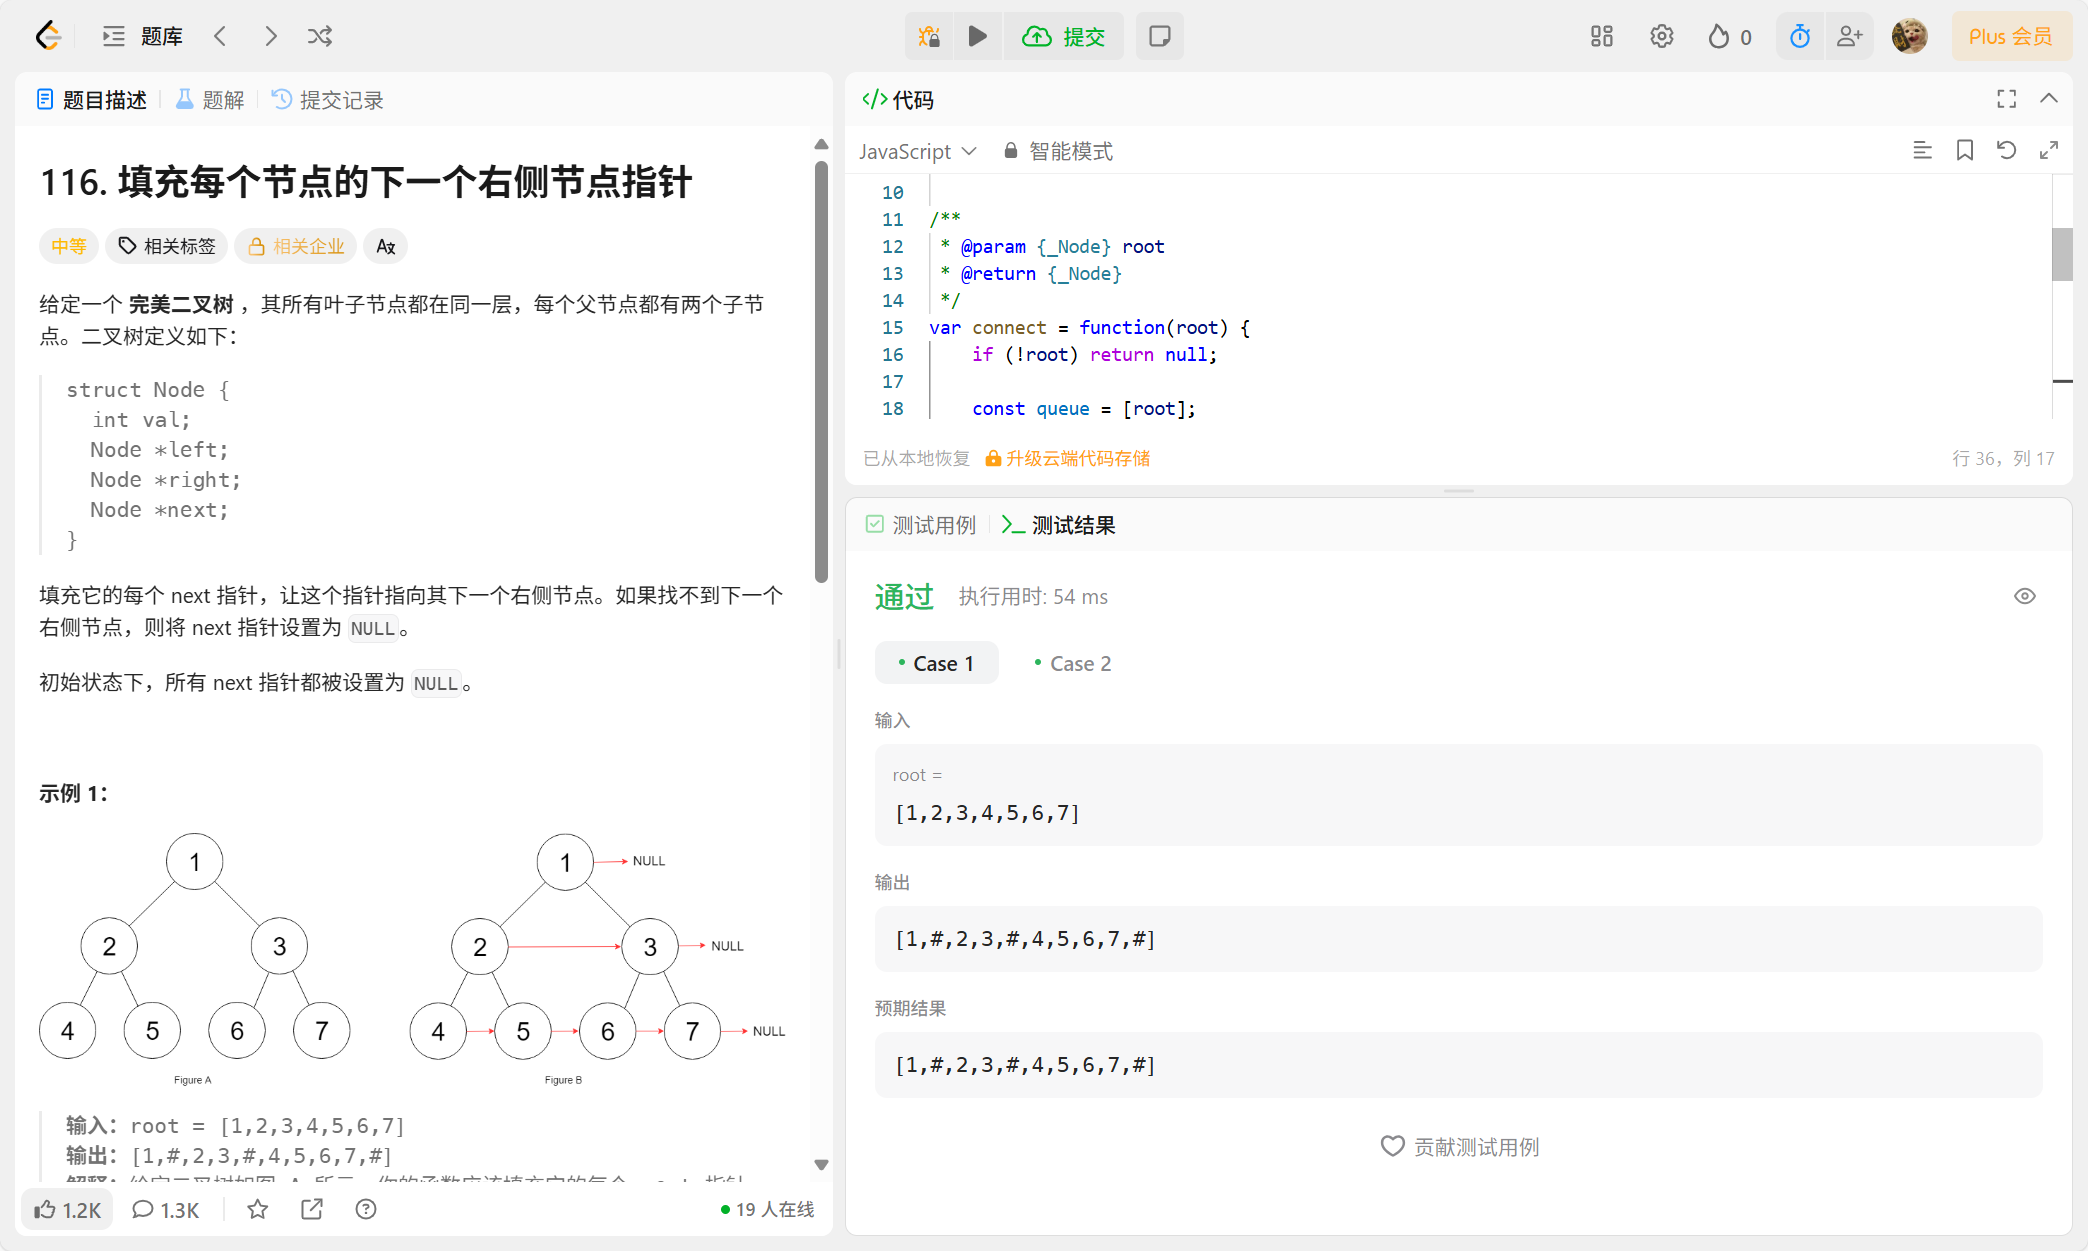 题库
提交
0
Plus 会员
题目描述
题解
提交记录
116. 填充每个节点的下一个右侧节点指针
中等
相关标签
相关企业
给定一个 完美二叉树 ，其所有叶子节点都在同一层，每个父节点都有两个子节
点。二叉树定义如下：
struct Node {
  int val;
  Node *left;
  Node *right;
  Node *next;
}
填充它的每个 next 指针，让这个指针指向其下一个右侧节点。如果找不到下一个
右侧节点，则将 next 指针设置为 NULL。
初始状态下，所有 next 指针都被设置为 NULL。
示例 1：
1
2
3
4
5
6
7
Figure A
1
NULL
2
3
NULL
4
5
6
7
NULL
Figure B
输入：root = [1,2,3,4,5,6,7]
输出：[1,#,2,3,#,4,5,6,7,#]
1.2K
1.3K
19 人在线
代码
JavaScript
智能模式
10
11 /**
12  * @param {_Node} root
13  * @return {_Node}
14  */
15 var connect = function(root) {
16     if (!root) return null;
17
18     const queue = [root];
已从本地恢复
升级云端代码存储
行 36，列 17
测试用例
测试结果
通过
执行用时: 54 ms
Case 1
Case 2
输入
root =
[1,2,3,4,5,6,7]
输出
[1,#,2,3,#,4,5,6,7,#]
预期结果
[1,#,2,3,#,4,5,6,7,#]
贡献测试用例